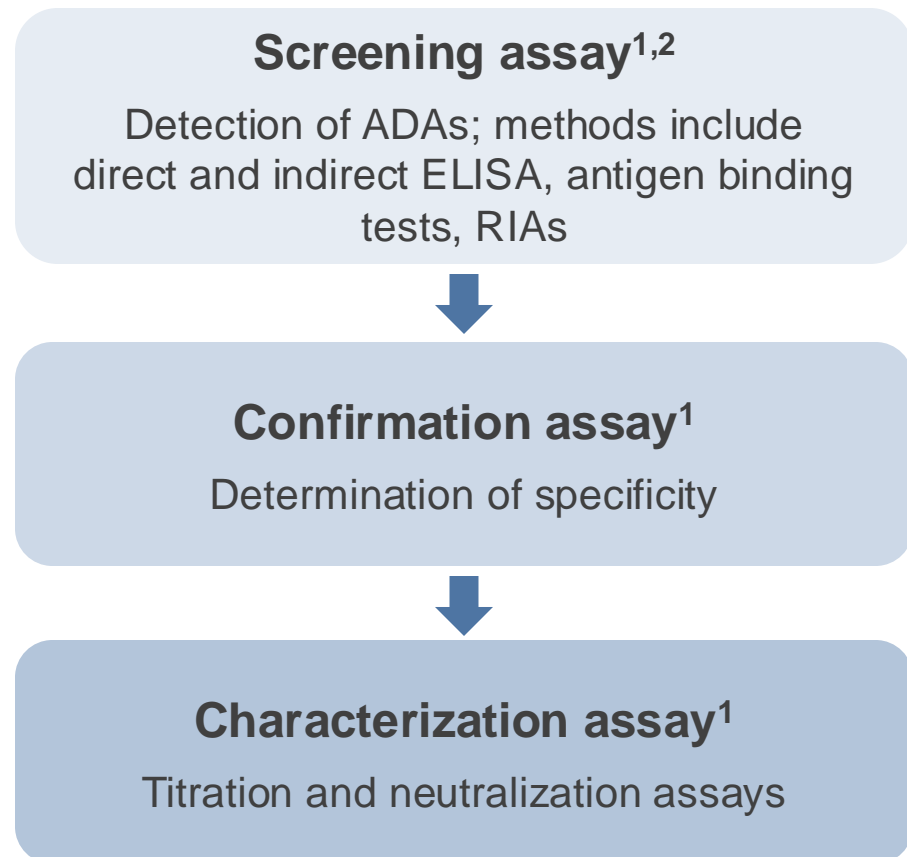 Screening assay1,2
Detection of ADAs; methods include
direct and indirect ELISA, antigen binding
tests, RIAs
Confirmation assay1
Determination of specificity
Characterization assay1
Titration and neutralization assays